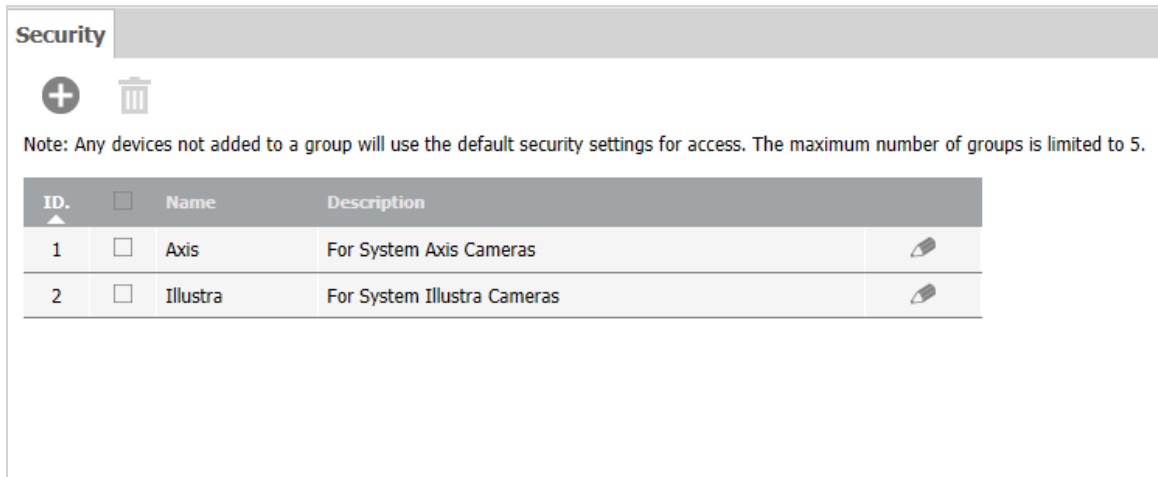 Security
Note: Any devices not added to a group will use the default security settings for access. The maximum number of groups is limited to 5.
ID. Name Description
1 Axis For System Axis Cameras
2 Illustra For System Illustra Cameras